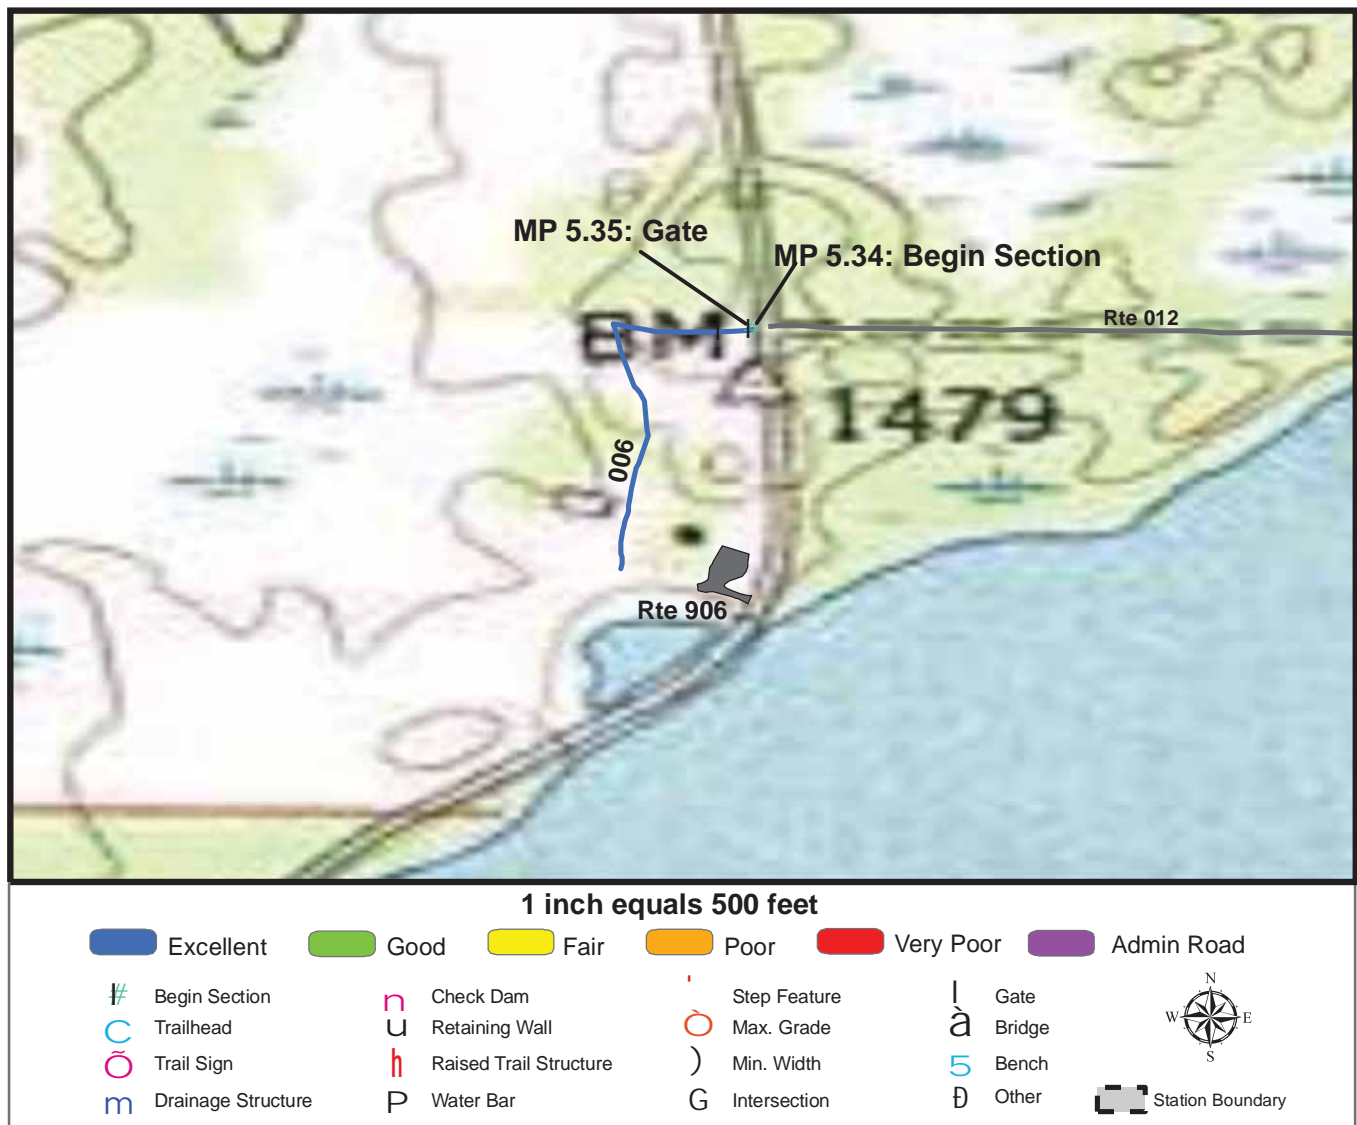 MP 5.35: Gate
MP 5.34: Begin Section
Rte 012
BM
1479
006
Rte 906
1 inch equals 500 feet
Excellent
Good
Fair
Poor
Very Poor
Admin Road
# Begin Section
C Trailhead
Õ Trail Sign
m Drainage Structure
n Check Dam
u Retaining Wall
h Raised Trail Structure
P Water Bar
' Step Feature
Ò Max. Grade
) Min. Width
G Intersection
l Gate
à Bridge
5 Bench
Ð Other
N
W E
S
Station Boundary